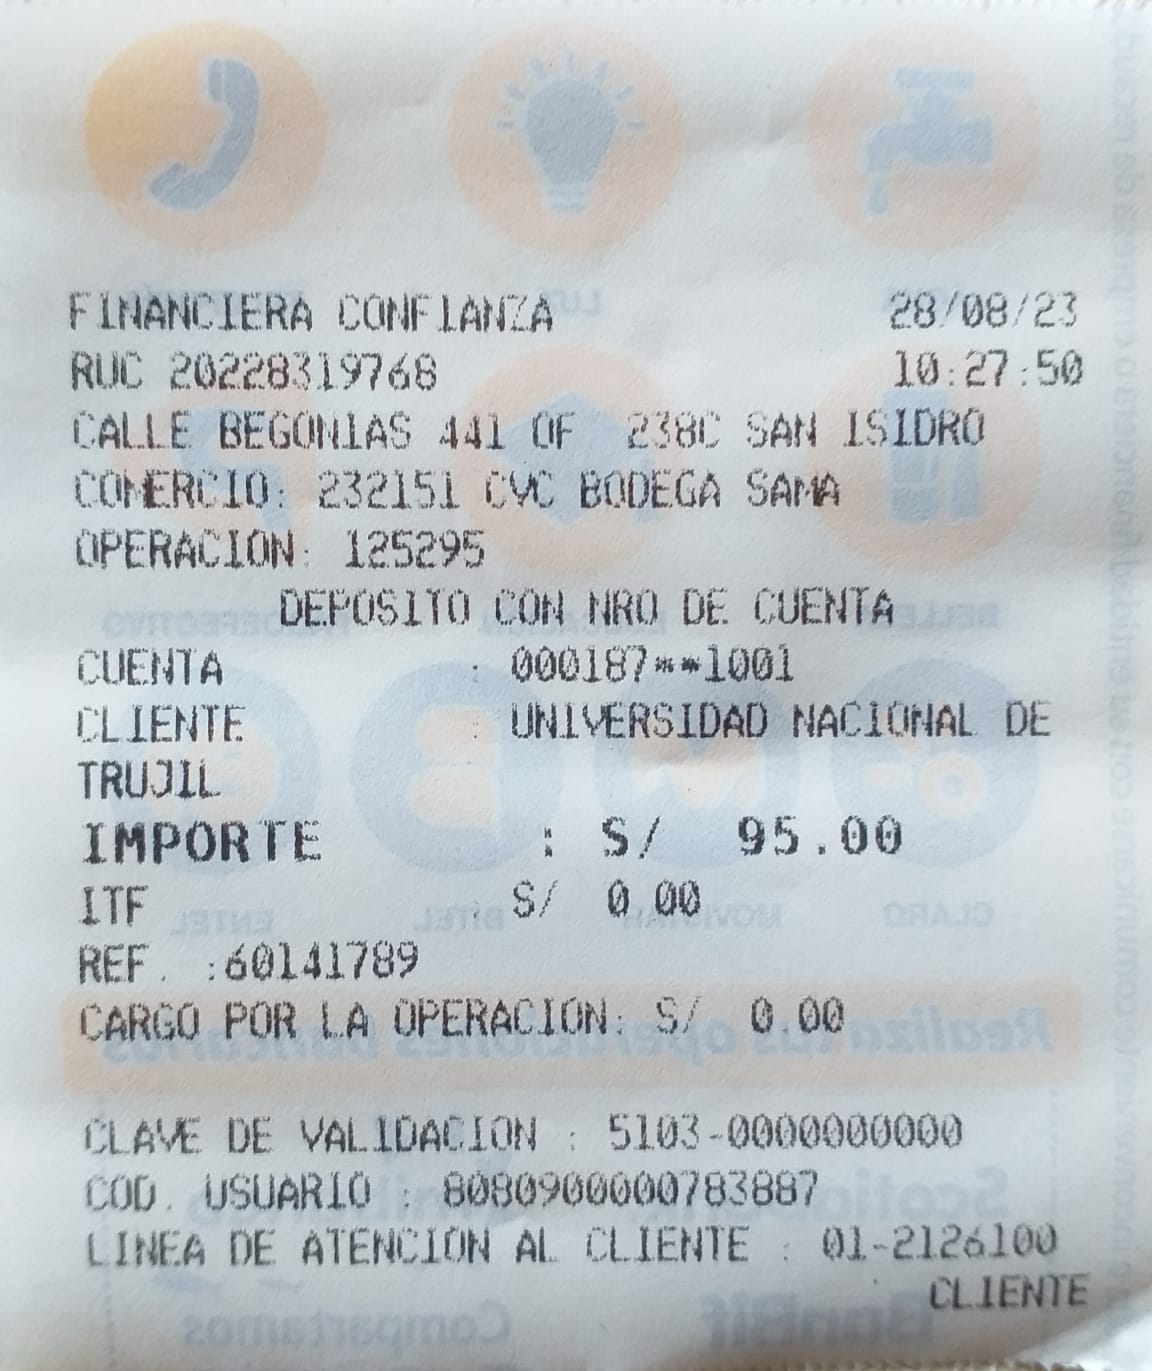 FINANCIERA CONFIANZA 28/08/23
RUC 20228319768 10:27:50
CALLE BEGONIAS 441 OF 238C SAN ISIDRO
COMERCIO: 232151 CVC BODEGA SAMA
OPERACION: 125295
DEPOSITO CON NRO DE CUENTA
CUENTA : 000187**1001
CLIENTE : UNIVERSIDAD NACIONAL DE
TRUJIL
IMPORTE : S/ 95.00
ITF : S/ 0.00
REF. :60141789
CARGO POR LA OPERACION: S/ 0.00
CLAVE DE VALIDACION : 5103-0000000000
COD. USUARIO : 8080900000783887
LINEA DE ATENCION AL CLIENTE : 01-2126100
CLIENTE